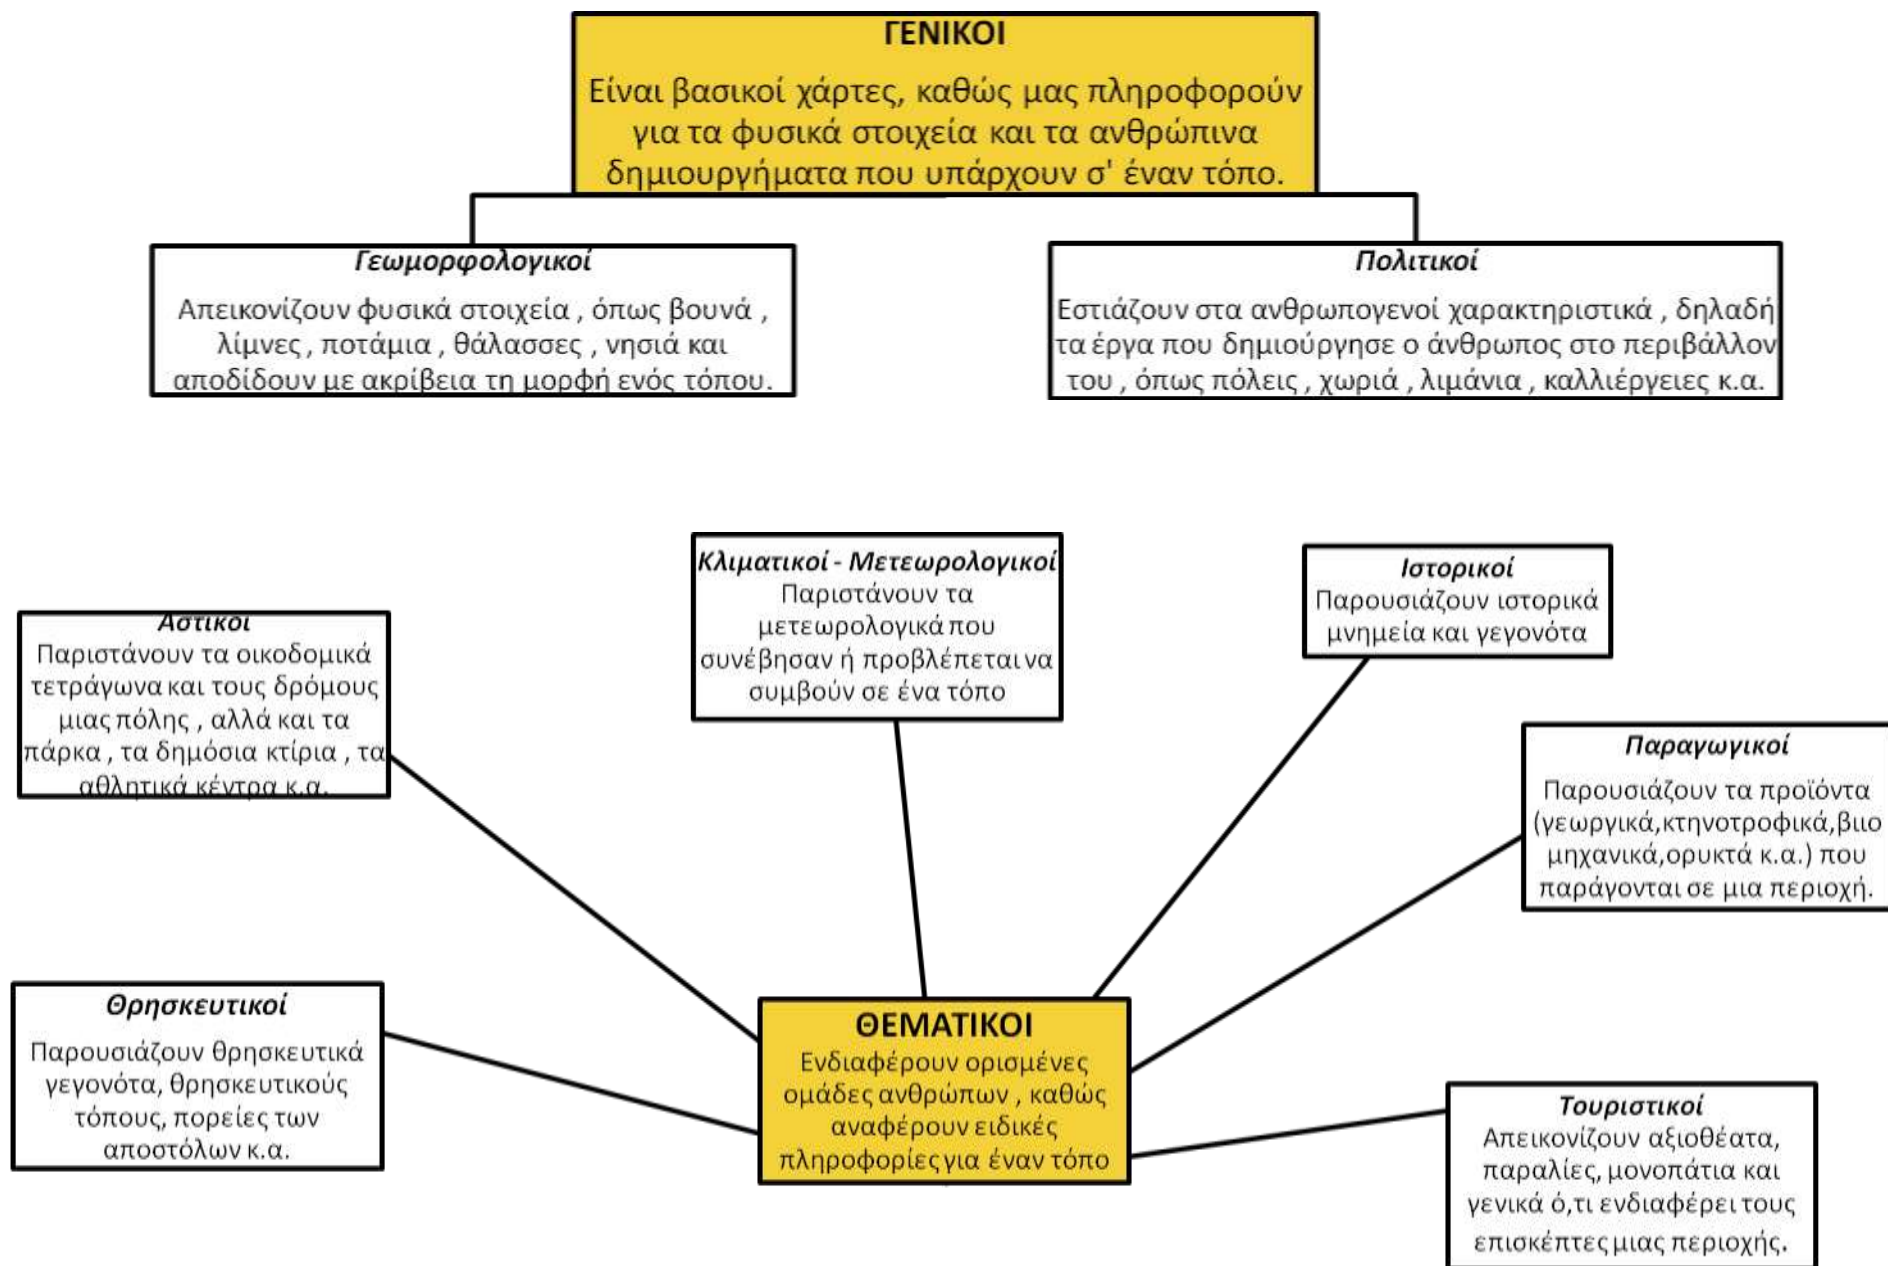 ΓΕΝΙΚΟΙ
Είναι βασικοί χάρτες, καθώς μας πληροφορούν
για τα φυσικά στοιχεία και τα ανθρώπινα
δημιουργήματα που υπάρχουν σ' έναν τόπο.
Γεωμορφολογικοί
Απεικονίζουν φυσικά στοιχεία , όπως βουνά ,
λίμνες , ποτάμια , θάλασσες , νησιά και
αποδίδουν με ακρίβεια τη μορφή ενός τόπου.
Πολιτικοί
Εστιάζουν στα ανθρωπογενοί χαρακτηριστικά , δηλαδή
τα έργα που δημιούργησε ο άνθρωπος στο περιβάλλον
του , όπως πόλεις , χωριά , λιμάνια , καλλιέργειες κ.α.
Αστικοί
Παριστάνουν τα οικοδομικά
τετράγωνα και τους δρόμους
μιας πόλης , αλλά και τα
πάρκα , τα δημόσια κτίρια , τα
αθλητικά κέντρα κ.α.
Κλιματικοί - Μετεωρολογικοί
Παριστάνουν τα
μετεωρολογικά που
συνέβησαν ή προβλέπεται να
συμβούν σε ένα τόπο
Ιστορικοί
Παρουσιάζουν ιστορικά
μνημεία και γεγονότα
Παραγωγικοί
Παρουσιάζουν τα προϊόντα
(γεωργικά,κτηνοτροφικά,βιιο
μηχανικά,ορυκτά κ.α.) που
παράγονται σε μια περιοχή.
Θρησκευτικοί
Παρουσιάζουν θρησκευτικά
γεγονότα, θρησκευτικούς
τόπους, πορείες των
αποστόλων κ.α.
ΘΕΜΑΤΙΚΟΙ
Ενδιαφέρουν ορισμένες
ομάδες ανθρώπων , καθώς
αναφέρουν ειδικές
πληροφορίες για έναν τόπο
Τουριστικοί
Απεικονίζουν αξιοθέατα,
παραλίες, μονοπάτια και
γενικά ό,τι ενδιαφέρει τους
επισκέπτες μιας περιοχής.